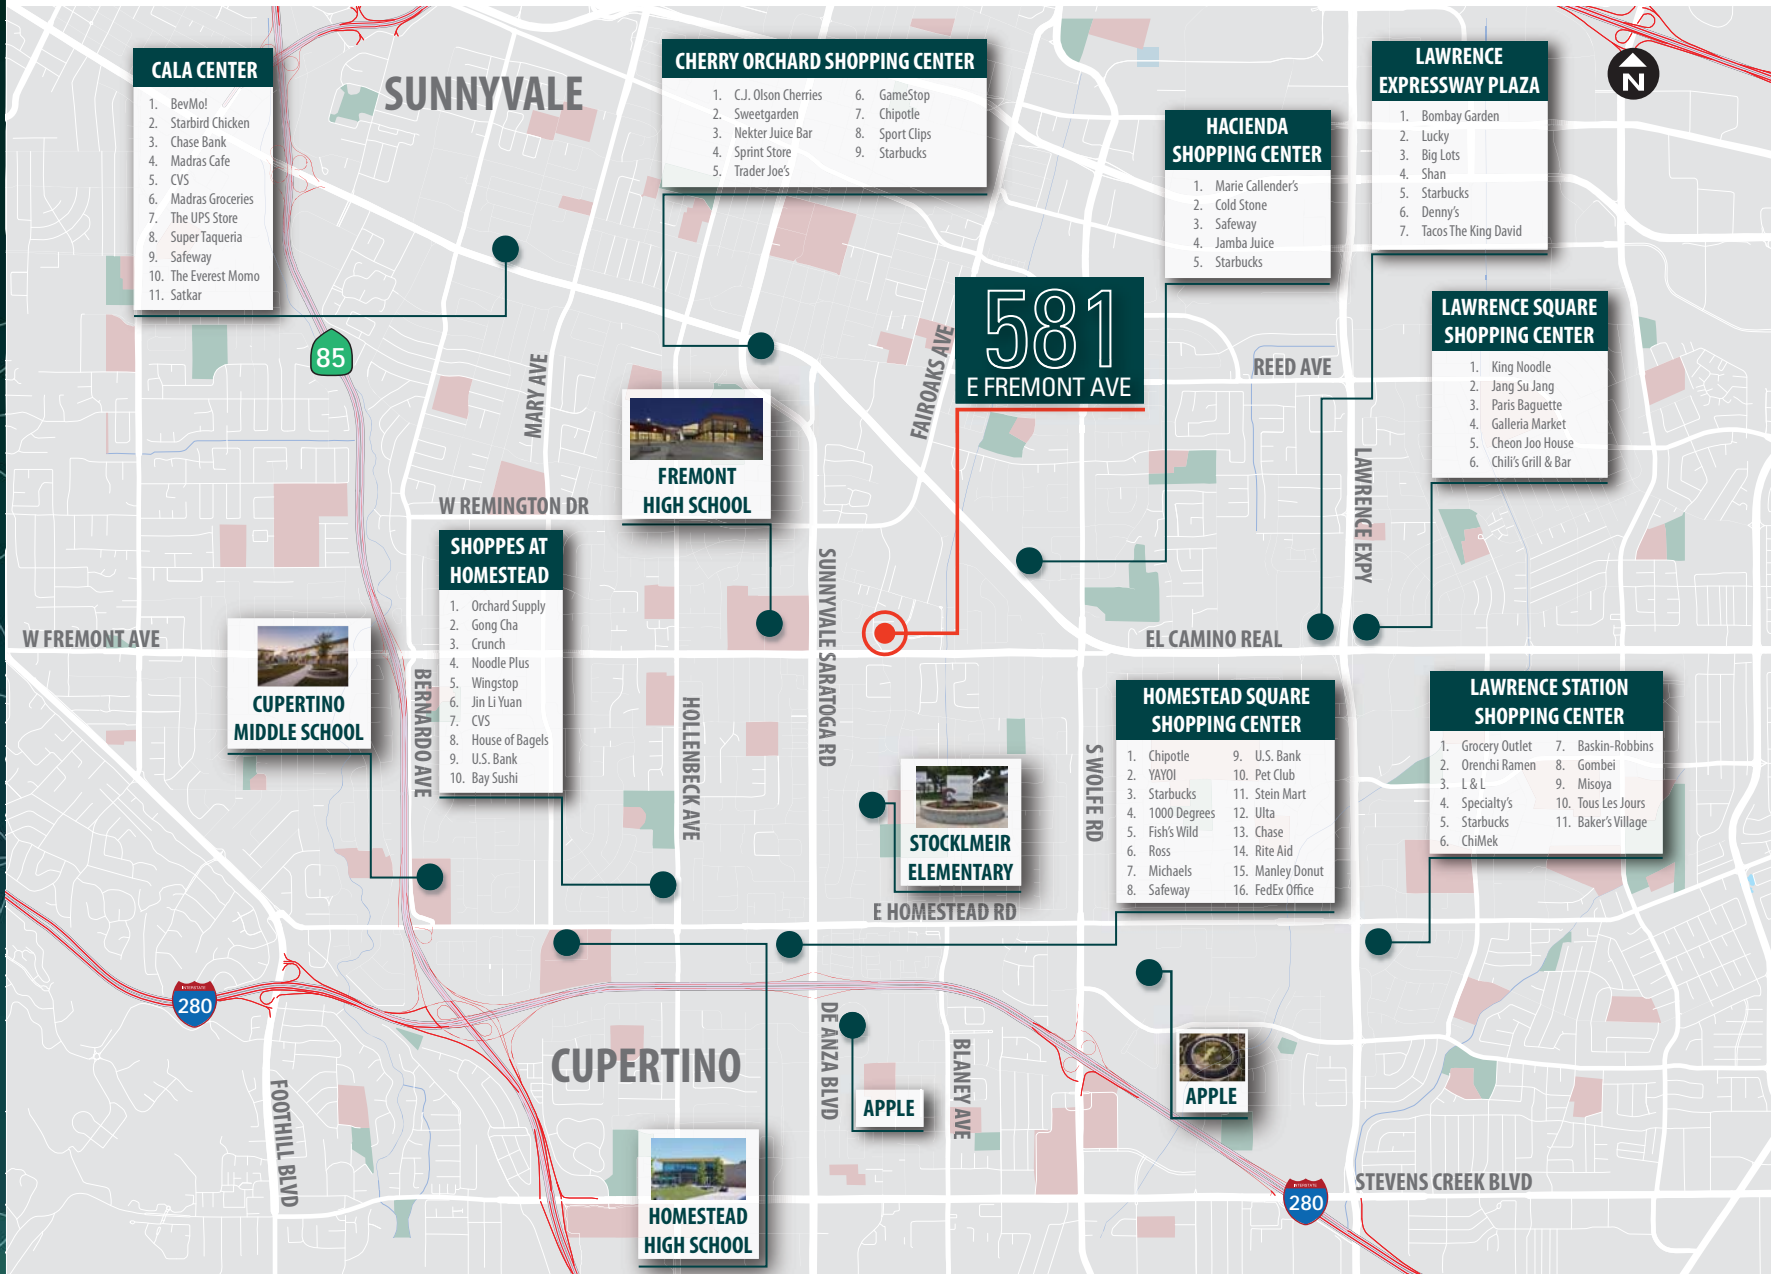 CALA CENTER
1. BevMo!
2. Starbird Chicken
3. Chase Bank
4. Madras Cafe
5. CVS
6. Madras Groceries
7. The UPS Store
8. Super Taqueria
9. Safeway
10. The Everest Momo
11. Satkar
SUNNYVALE
CHERRY ORCHARD SHOPPING CENTER
1. C.J. Olson Cherries
2. Sweetgarden
3. Nekter Juice Bar
4. Sprint Store
5. Trader Joe's
6. GameStop
7. Chipotle
8. Sport Clips
9. Starbucks
HACIENDA
SHOPPING CENTER
1. Marie Callender's
2. Cold Stone
3. Safeway
4. Jamba Juice
5. Starbucks
LAWRENCE
EXPRESSWAY PLAZA
1. Bombay Garden
2. Lucky
3. Big Lots
4. Shan
5. Starbucks
6. Denny's
7. Tacos The King David
N
LAWRENCE SQUARE
SHOPPING CENTER
1. King Noodle
2. Jang Su Jang
3. Paris Baguette
4. Galleria Market
5. Cheon Joo House
6. Chili's Grill & Bar
85
MARY AVE
FAIROAKS AVE
581
E FREMONT AVE
REED AVE
FREMONT
HIGH SCHOOL
W REMINGTON DR
LAWRENCE EXPY
SHOPPES AT
HOMESTEAD
1. Orchard Supply
2. Gong Cha
3. Crunch
4. Noodle Plus
5. Wingstop
6. Jin Li Yuan
7. CVS
8. House of Bagels
9. U.S. Bank
10. Bay Sushi
SUNNYVALE SARATOGA RD
W FREMONT AVE
EL CAMINO REAL
CUPERTINO
MIDDLE SCHOOL
BERNARDO AVE
HOLLENBECK AVE
S WOLFE RD
STOCKLMEIR
ELEMENTARY
HOMESTEAD SQUARE
SHOPPING CENTER
1. Chipotle
2. YAYOI
3. Starbucks
4. 1000 Degrees
5. Fish's Wild
6. Ross
7. Michaels
8. Safeway
9. U.S. Bank
10. Pet Club
11. Stein Mart
12. Ulta
13. Chase
14. Rite Aid
15. Manley Donut
16. FedEx Office
LAWRENCE STATION
SHOPPING CENTER
1. Grocery Outlet
2. Orenchi Ramen
3. L & L
4. Specialty's
5. Starbucks
6. ChiMek
7. Baskin-Robbins
8. Gombei
9. Misoya
10. Tous Les Jours
11. Baker's Village
E HOMESTEAD RD
INTERSTATE
280
CUPERTINO
DE ANZA BLVD
BLANEY AVE
APPLE
APPLE
FOOTHILL BLVD
HOMESTEAD
HIGH SCHOOL
INTERSTATE
280
STEVENS CREEK BLVD